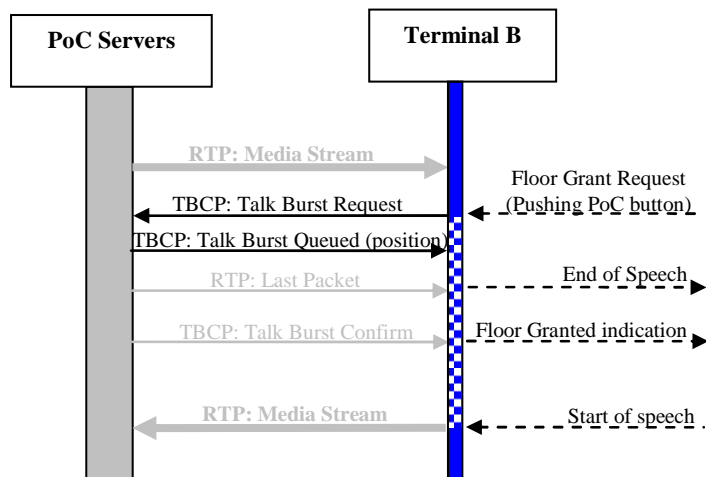 PoC Servers
Terminal B
RTP: Media Stream
Floor Grant Request
(Pushing PoC button)
TBCP: Talk Burst Request
TBCP: Talk Burst Queued (position)
RTP: Last Packet
End of Speech
TBCP: Talk Burst Confirm
Floor Granted indication
RTP: Media Stream
Start of speech